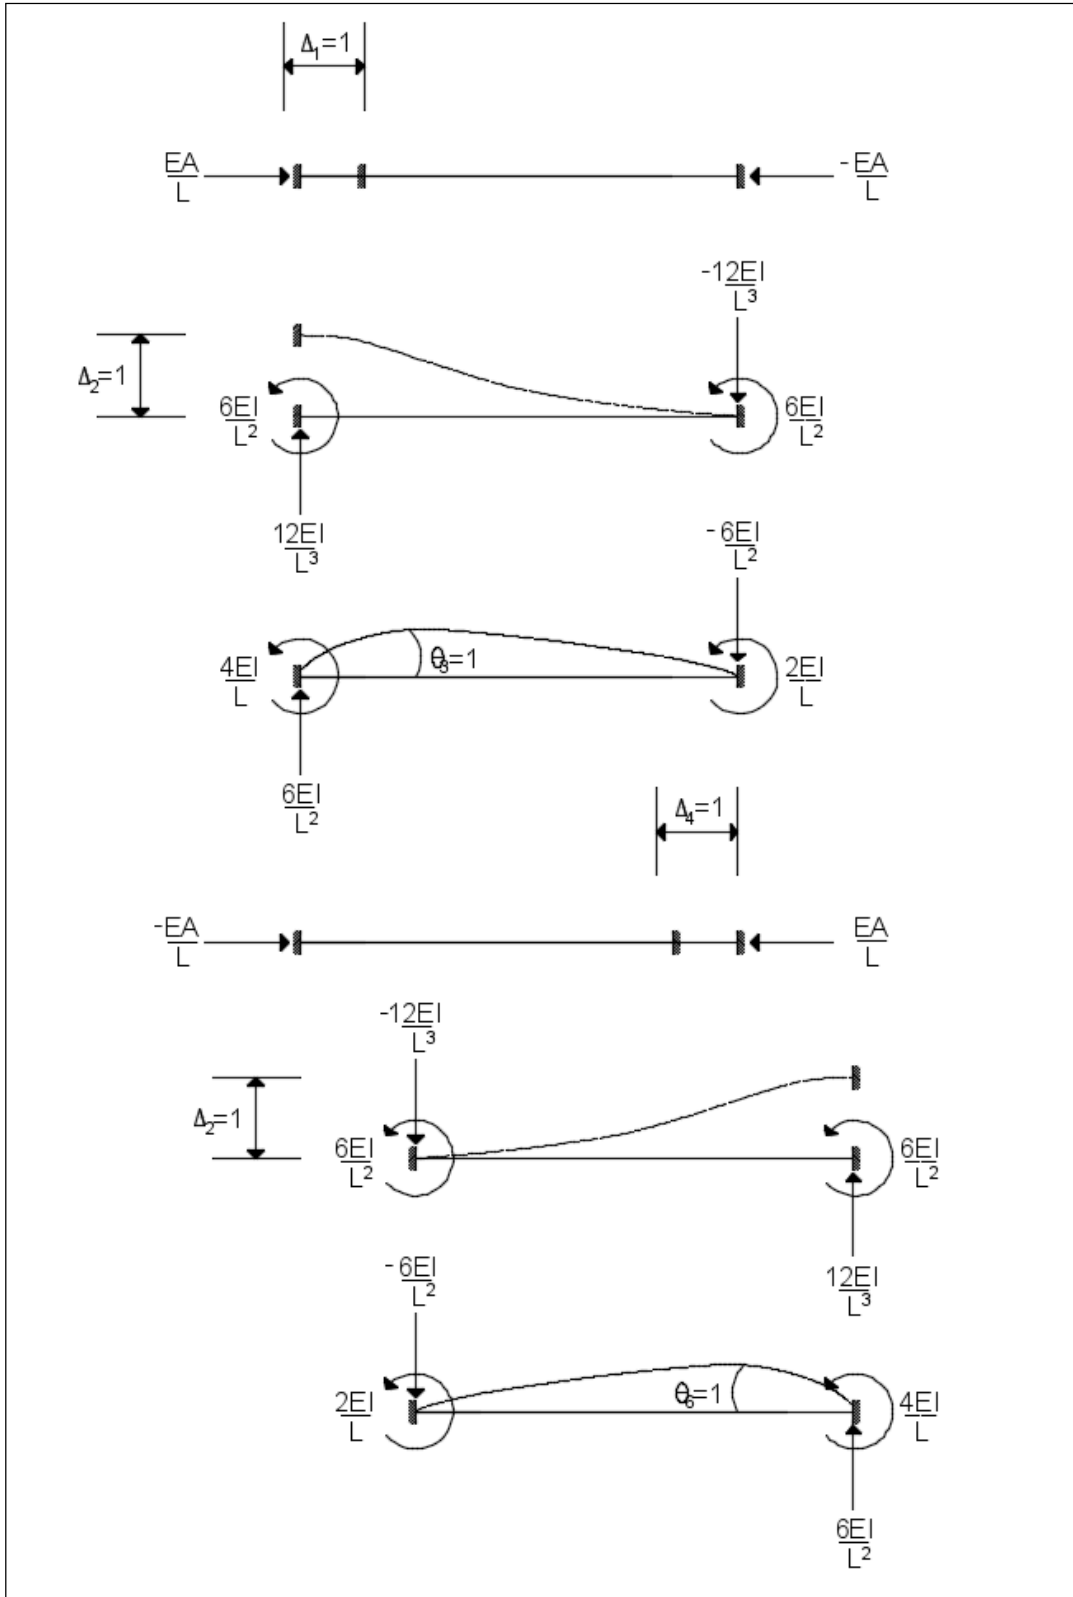 Δ₁=1
EA/L
-EA/L
-12EI/L³
Δ₂=1
6EI/L²
6EI/L²
12EI/L³
-6EI/L²
4EI/L
θ₃=1
2EI/L
6EI/L²
Δ₄=1
-EA/L
EA/L
-12EI/L³
Δ₂=1
6EI/L²
6EI/L²
12EI/L³
-6EI/L²
2EI/L
θ₆=1
4EI/L
6EI/L²